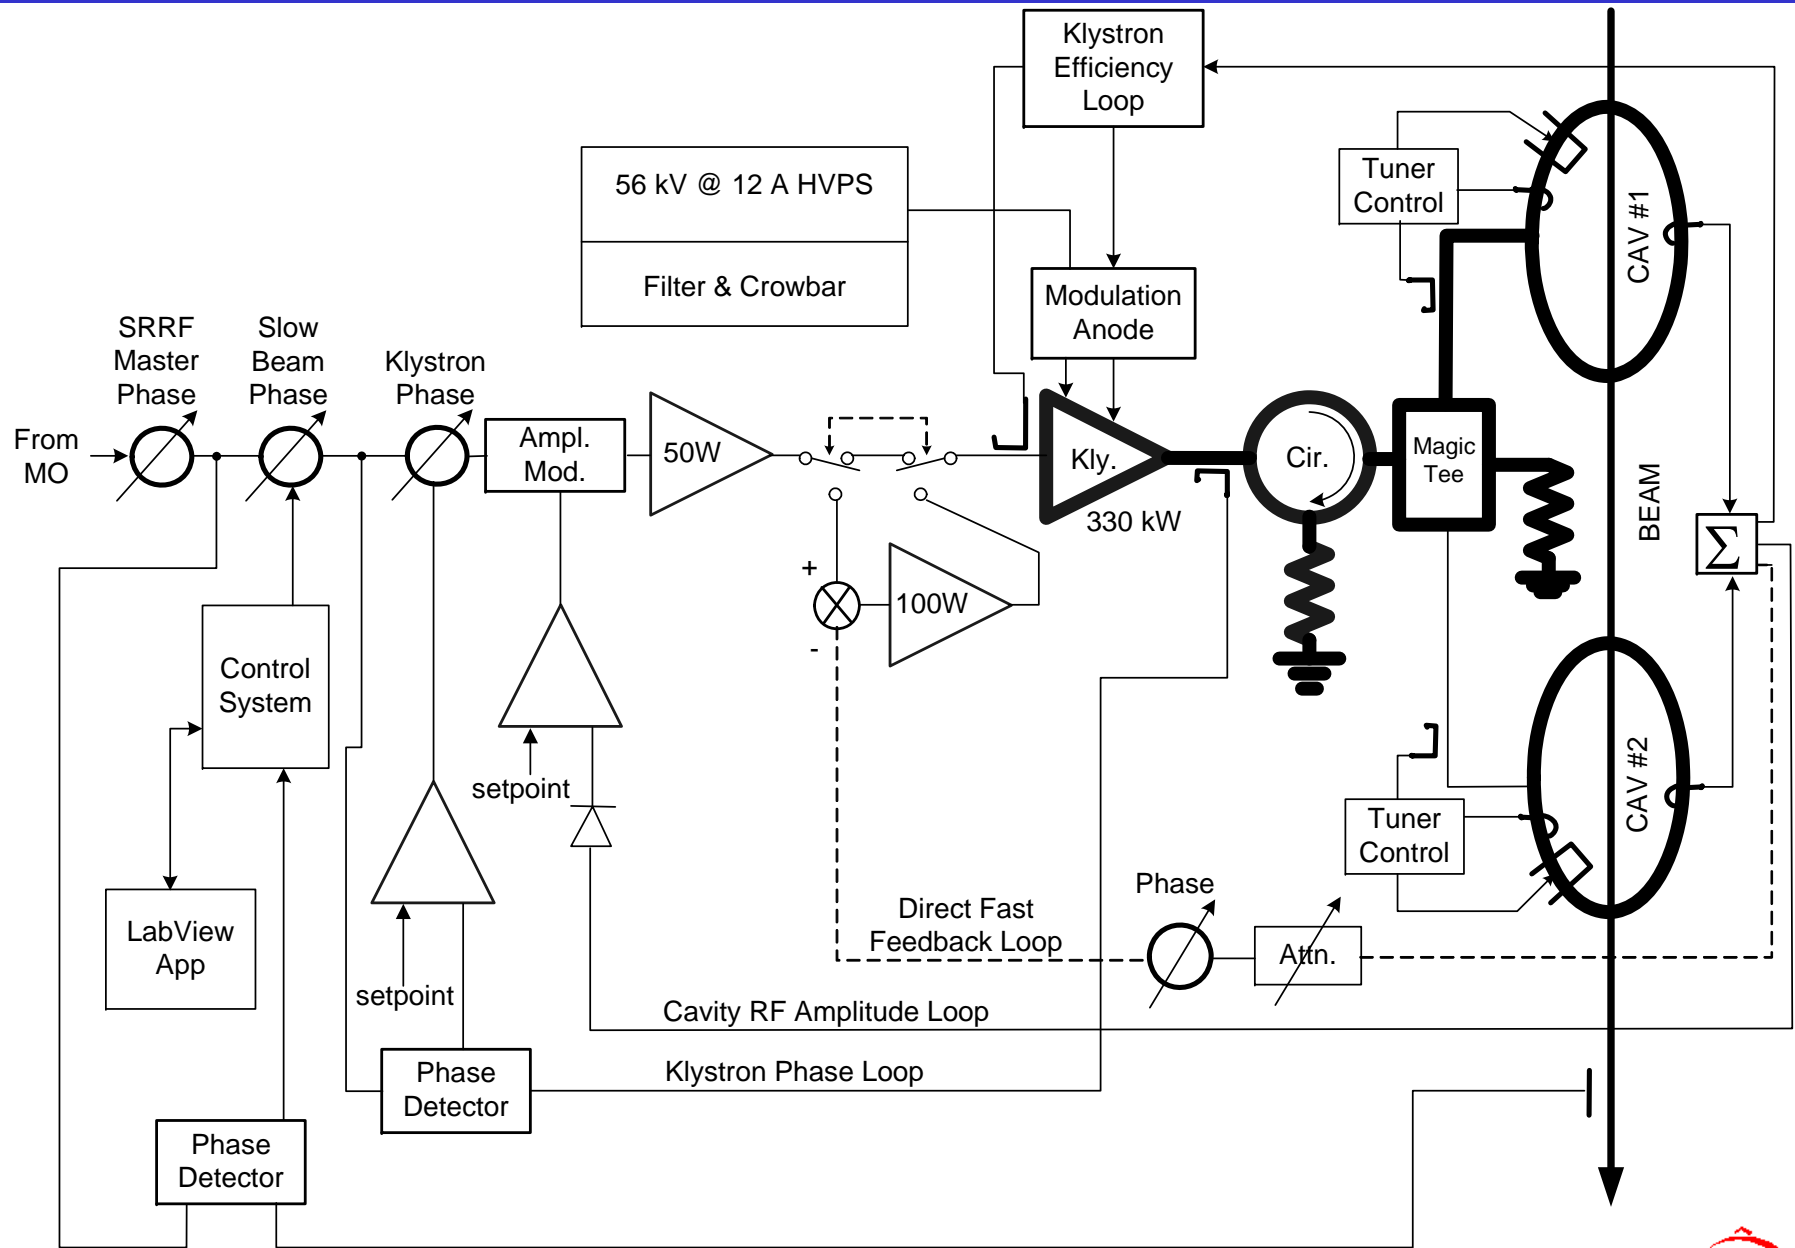 Klystron
Efficiency
Loop
56 kV @ 12 A HVPS
Filter & Crowbar
Modulation
Anode
Tuner
Control
CAV #1
SRRF
Master
Phase
Slow
Beam
Phase
Klystron
Phase
From
MO
Ampl.
Mod.
50W
Kly.
330 kW
Cir.
Magic
Tee
BEAM
Σ
+
-
100W
Control
System
setpoint
CAV #2
Tuner
Control
LabView
App
setpoint
Direct Fast
Feedback Loop
Phase
Attn.
Cavity RF Amplitude Loop
Klystron Phase Loop
Phase
Detector
Phase
Detector